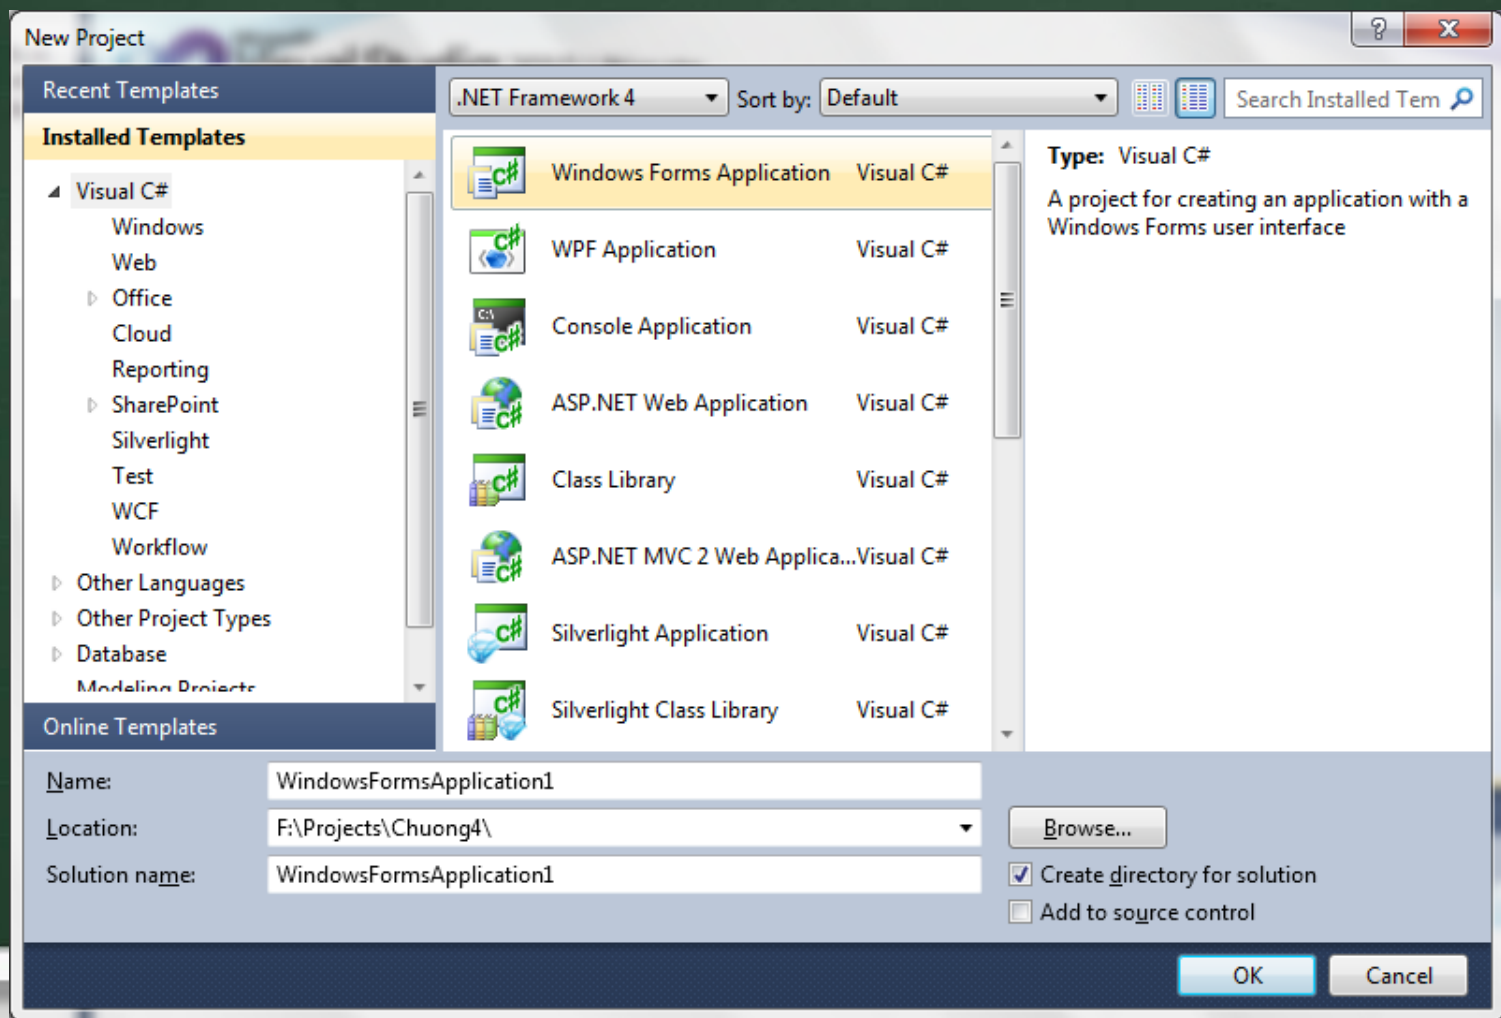 New Project
Recent Templates
Installed Templates
Visual C#
Windows
Web
Office
Cloud
Reporting
SharePoint
Silverlight
Test
WCF
Workflow
Other Languages
Other Project Types
Database
Modeling Projects
Online Templates
.NET Framework 4 Sort by: Default Search Installed Tem
Windows Forms Application Visual C#
WPF Application Visual C#
Console Application Visual C#
ASP.NET Web Application Visual C#
Class Library Visual C#
ASP.NET MVC 2 Web Applica...Visual C#
Silverlight Application Visual C#
Silverlight Class Library Visual C#
Type: Visual C#
A project for creating an application with a
Windows Forms user interface
Name: WindowsFormsApplication1
Location: F:\Projects\Chuong4\ Browse...
Solution name: WindowsFormsApplication1 Create directory for solution
Add to source control
OK Cancel